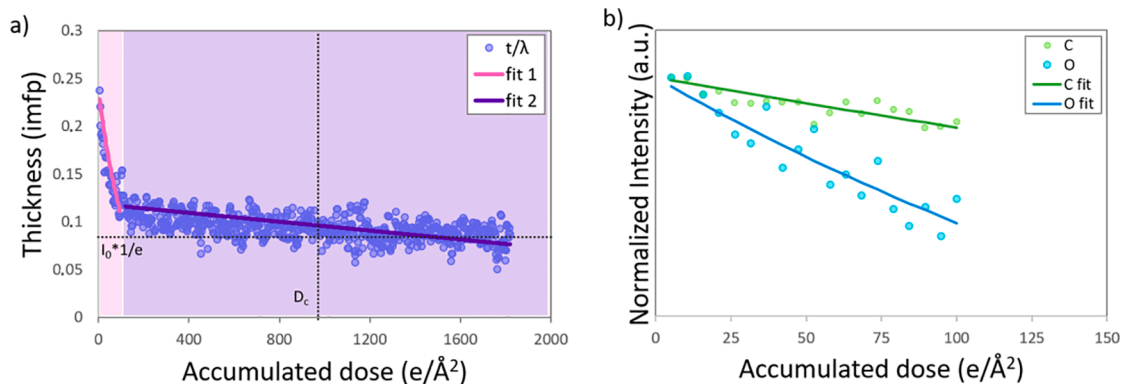 a)
Thickness (imfp)
0.3
0.25
0.2
0.15
0.1
0.05
0
t/λ
fit 1
fit 2
I₀*1/e
D꜀
0
400
800
1200
1600
2000
Accumulated dose (e/Å²)
b)
Normalized Intensity (a.u.)
C
O
C fit
O fit
0
25
50
75
100
125
150
Accumulated dose (e/Å²)